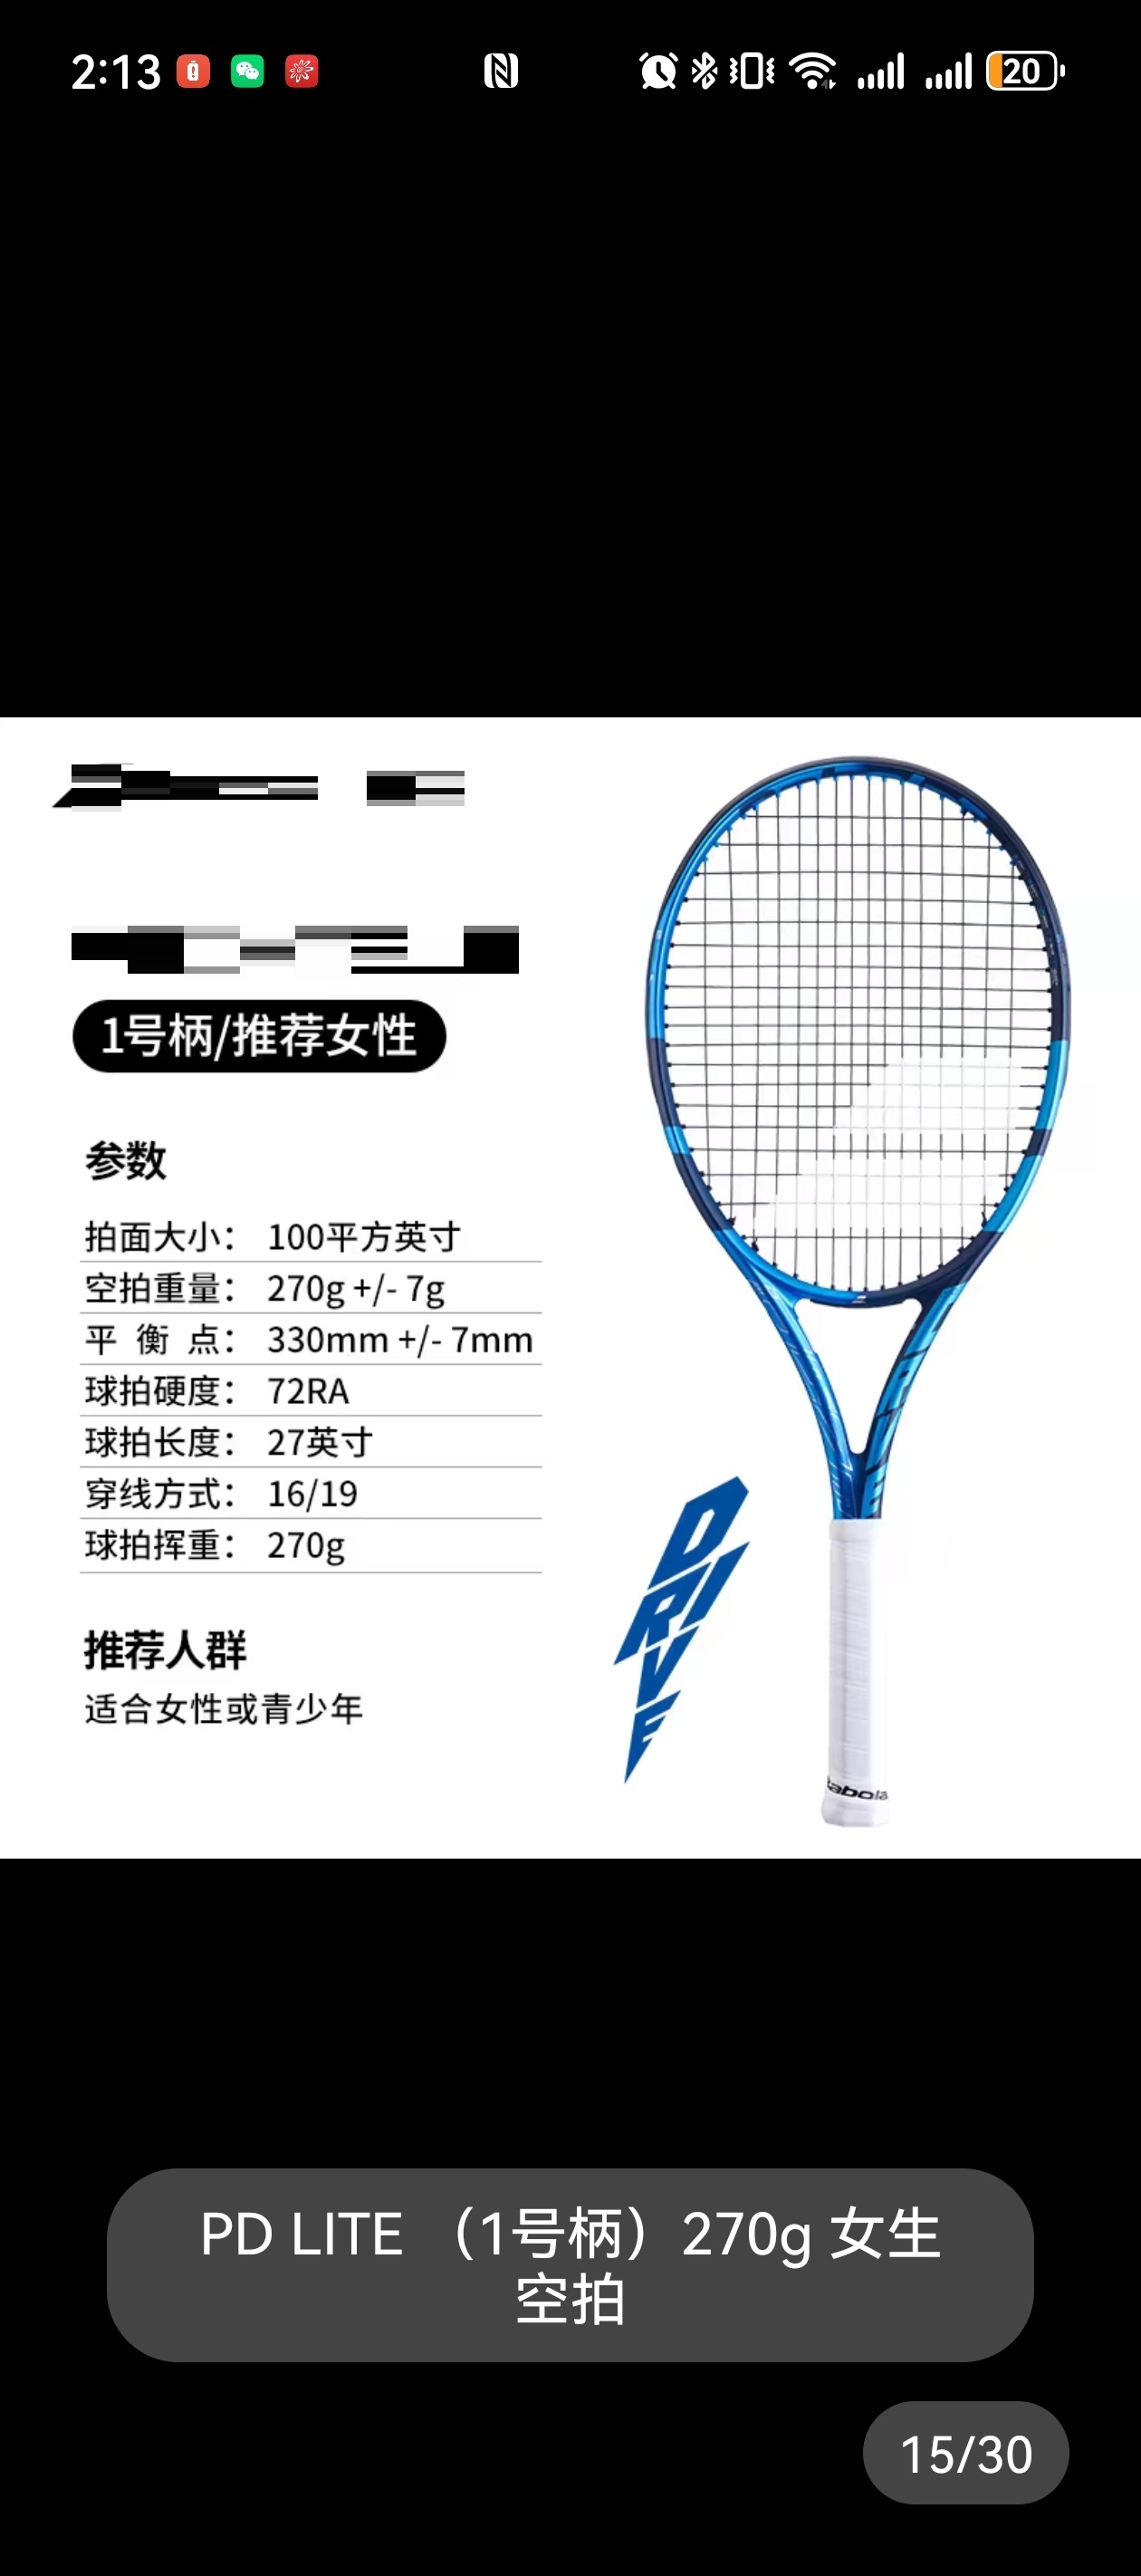 2:13
20
1号柄/推荐女性
参数
拍面大小： 100平方英寸
空拍重量： 270g +/- 7g
平 衡 点： 330mm +/- 7mm
球拍硬度： 72RA
球拍长度： 27英寸
穿线方式： 16/19
球拍挥重： 270g
推荐人群
适合女性或青少年
DRIVE
abola
PD LITE （1号柄）270g 女生
空拍
15/30